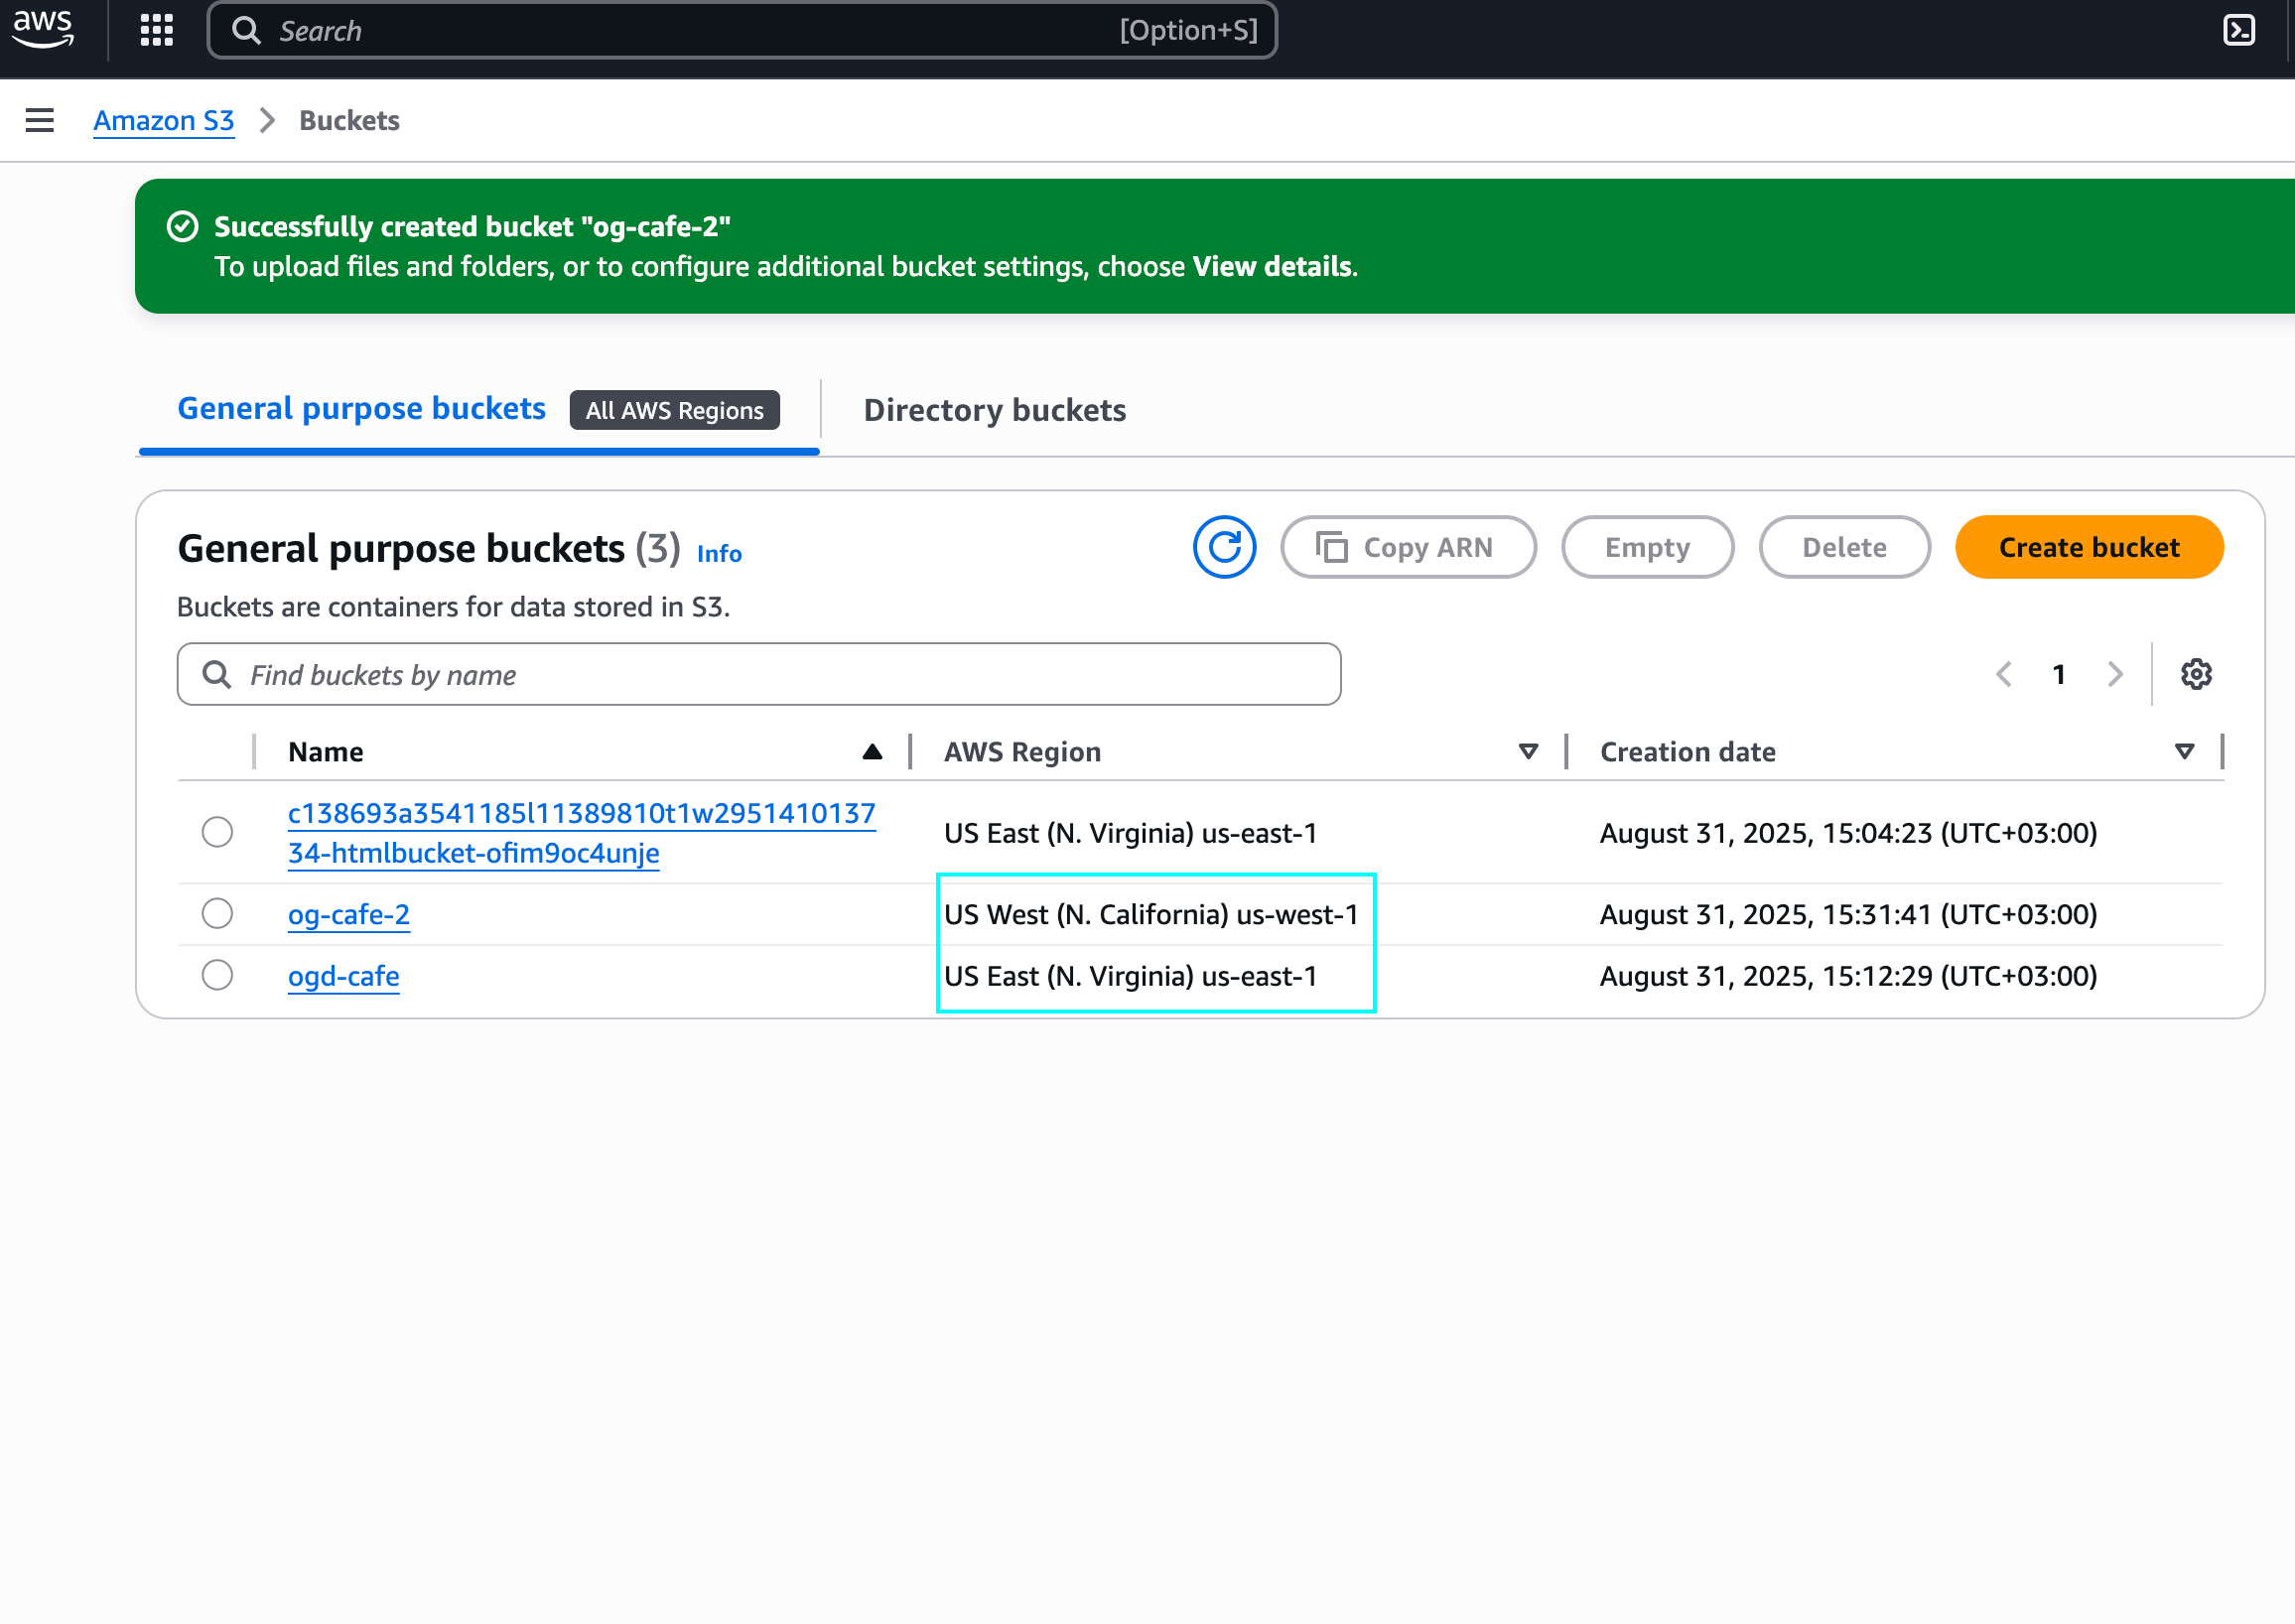 aws
Search [Option+S]
Amazon S3 > Buckets
Successfully created bucket "og-cafe-2"
To upload files and folders, or to configure additional bucket settings, choose View details.
General purpose buckets All AWS Regions Directory buckets
General purpose buckets (3) Info
Copy ARN Empty Delete Create bucket
Buckets are containers for data stored in S3.
Find buckets by name
1
Name AWS Region Creation date
c138693a3541185l11389810t1w2951410137
34-htmlbucket-ofim9oc4unje US East (N. Virginia) us-east-1 August 31, 2025, 15:04:23 (UTC+03:00)
og-cafe-2 US West (N. California) us-west-1 August 31, 2025, 15:31:41 (UTC+03:00)
ogd-cafe US East (N. Virginia) us-east-1 August 31, 2025, 15:12:29 (UTC+03:00)